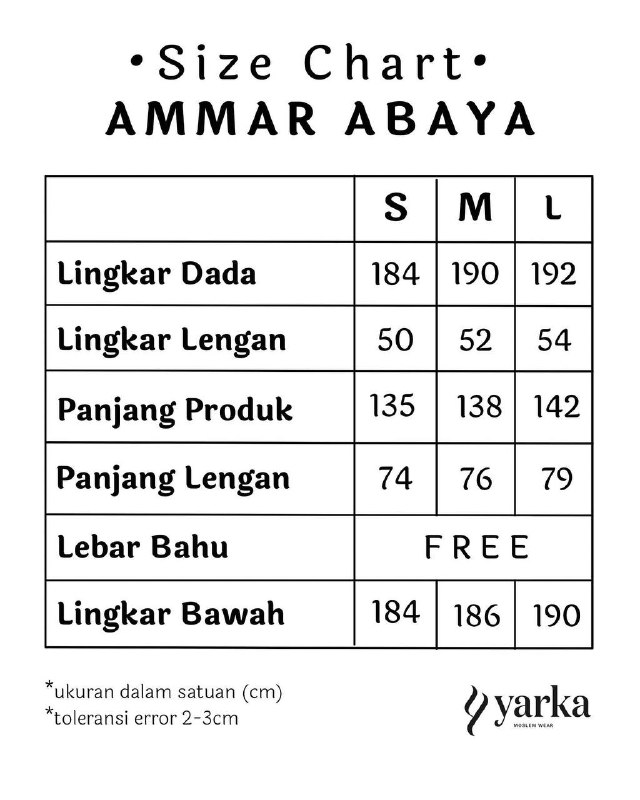 •Size Chart•
AMMAR ABAYA
S M L
Lingkar Dada 184 190 192
Lingkar Lengan 50 52 54
Panjang Produk 135 138 142
Panjang Lengan 74 76 79
Lebar Bahu FREE
Lingkar Bawah 184 186 190
*ukuran dalam satuan (cm)
*toleransi error 2-3cm
yarka
MOSLEM WEAR